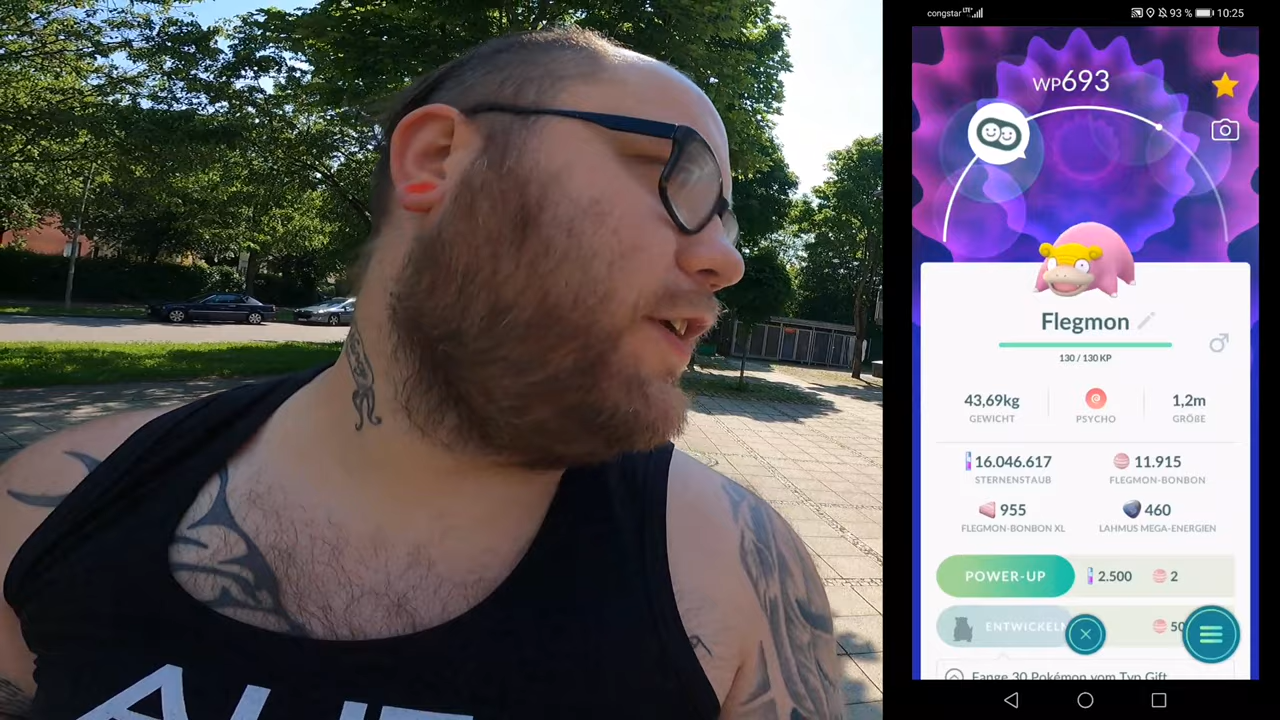 congstar
93 % 10:25
WP693
Flegmon
130 / 130 KP
43,69kg
GEWICHT
PSYCHO
1,2m
GRÖßE
16.046.617
STERNENSTAUB
11.915
FLEGMON-BONBON
955
FLEGMON-BONBON XL
460
LAHMUS MEGA-ENERGIEN
POWER-UP 2.500 2
ENTWICKELN 50
Fange 30 Pokémon vom Typ Gift